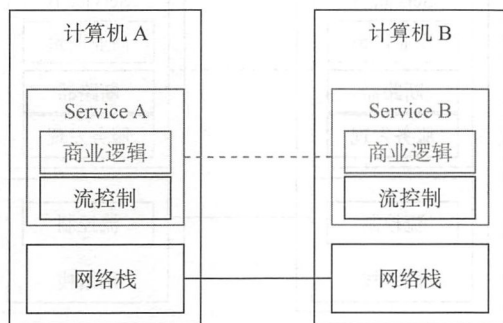 计算机 A
Service A
商业逻辑
流控制
网络栈
计算机 B
Service B
商业逻辑
流控制
网络栈